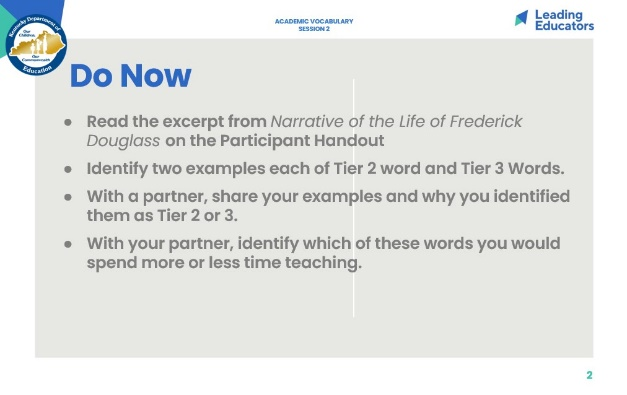 ACADEMIC VOCABULARY
SESSION 2
Leading
Educators
Kentucky Department of
Our
Children,
Our
Commonwealth
Education
Do Now
● Read the excerpt from Narrative of the Life of Frederick
Douglass on the Participant Handout
● Identify two examples each of Tier 2 word and Tier 3 Words.
● With a partner, share your examples and why you identified
them as Tier 2 or 3.
● With your partner, identify which of these words you would
spend more or less time teaching.
2